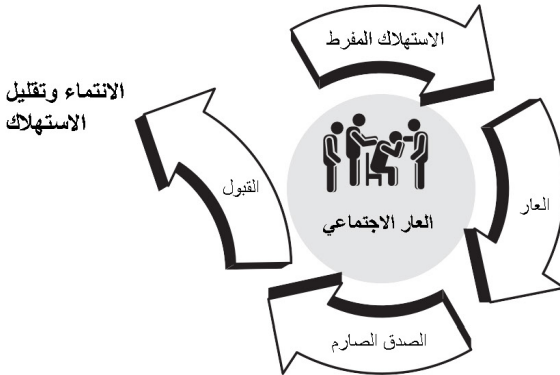 الاستهلاك المفرط
العار
الصدق الصارم
القبول
الانتماء وتقليل
الاستهلاك
العار الاجتماعي